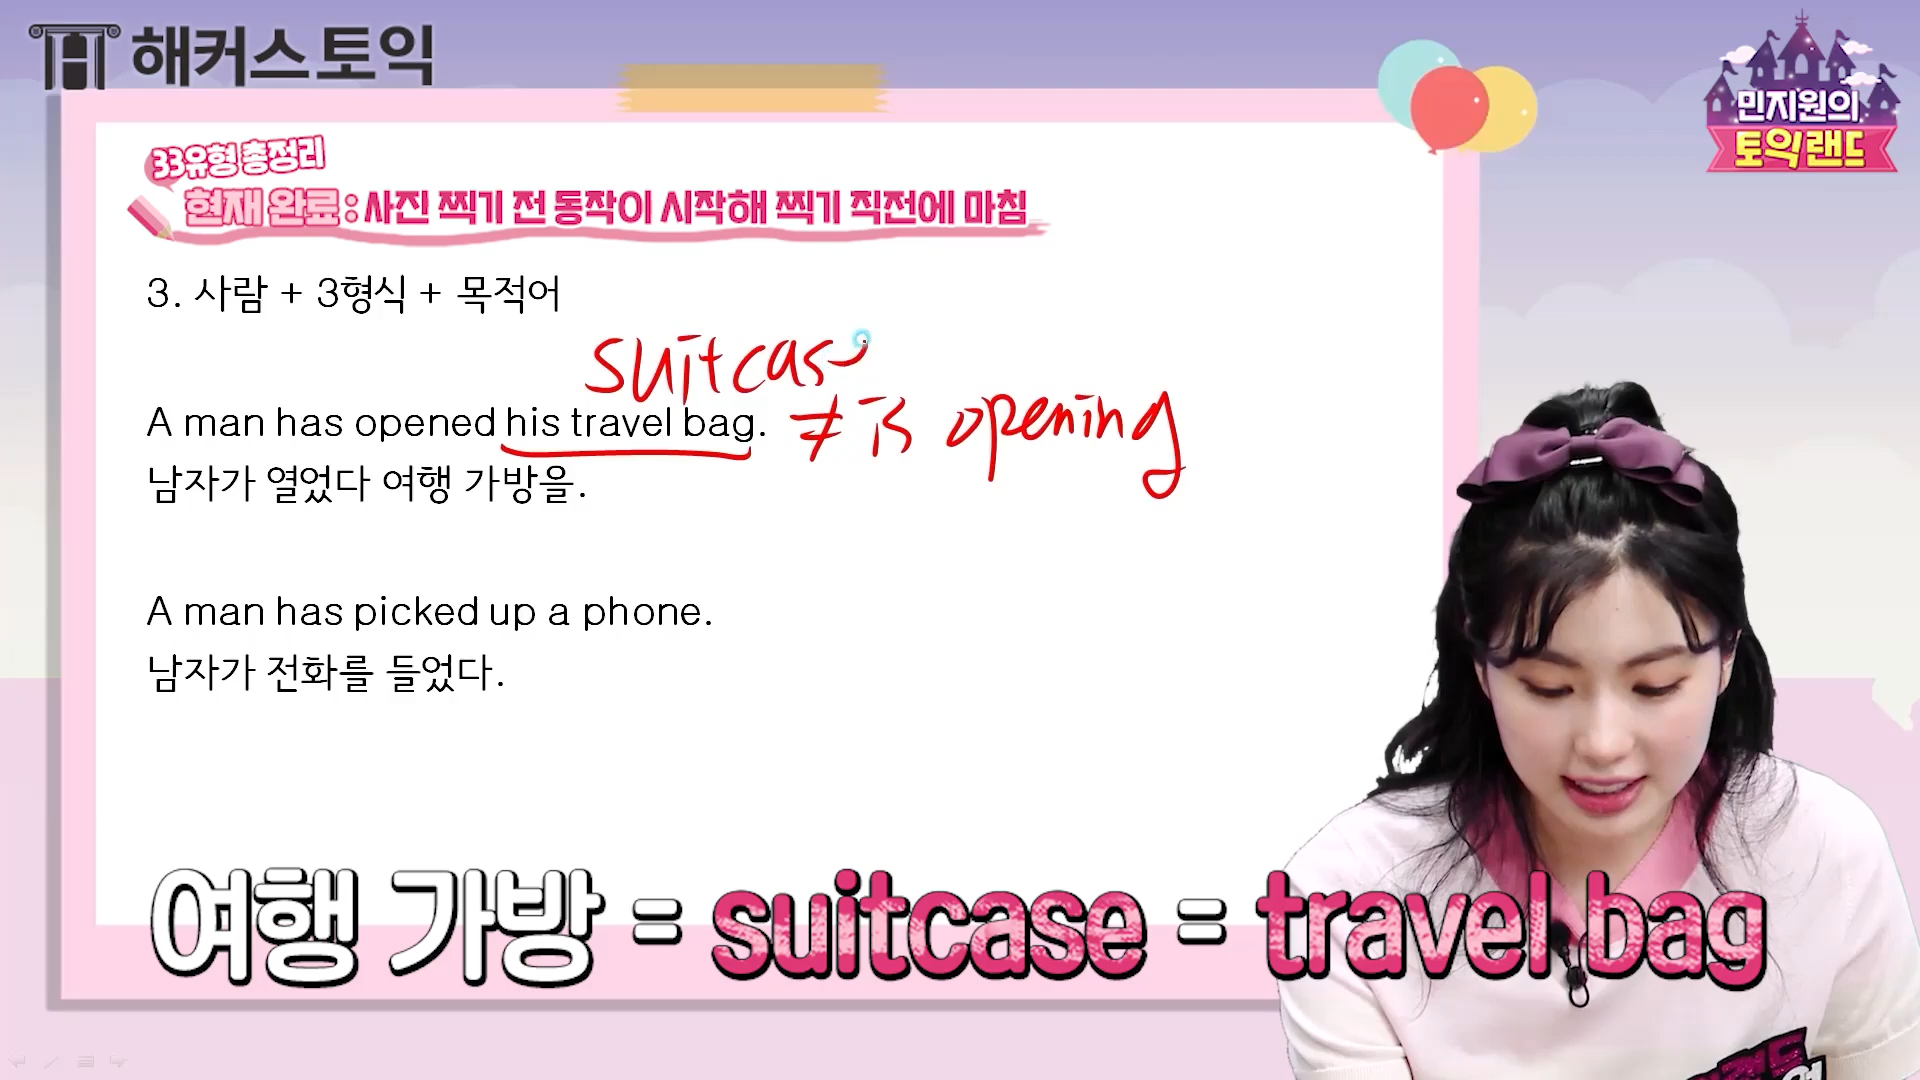 해커스 토익
민지원의
토익랜드
33유형 총정리
현재 완료 : 사진 찍기 전 동작이 시작해 찍기 직전에 마침
3. 사람 + 3형식 + 목적어
suitcas
A man has opened his travel bag. ≠ is opening
남자가 열었다 여행 가방을.
A man has picked up a phone.
남자가 전화를 들었다.
여행 가방 = suitcase = travel bag